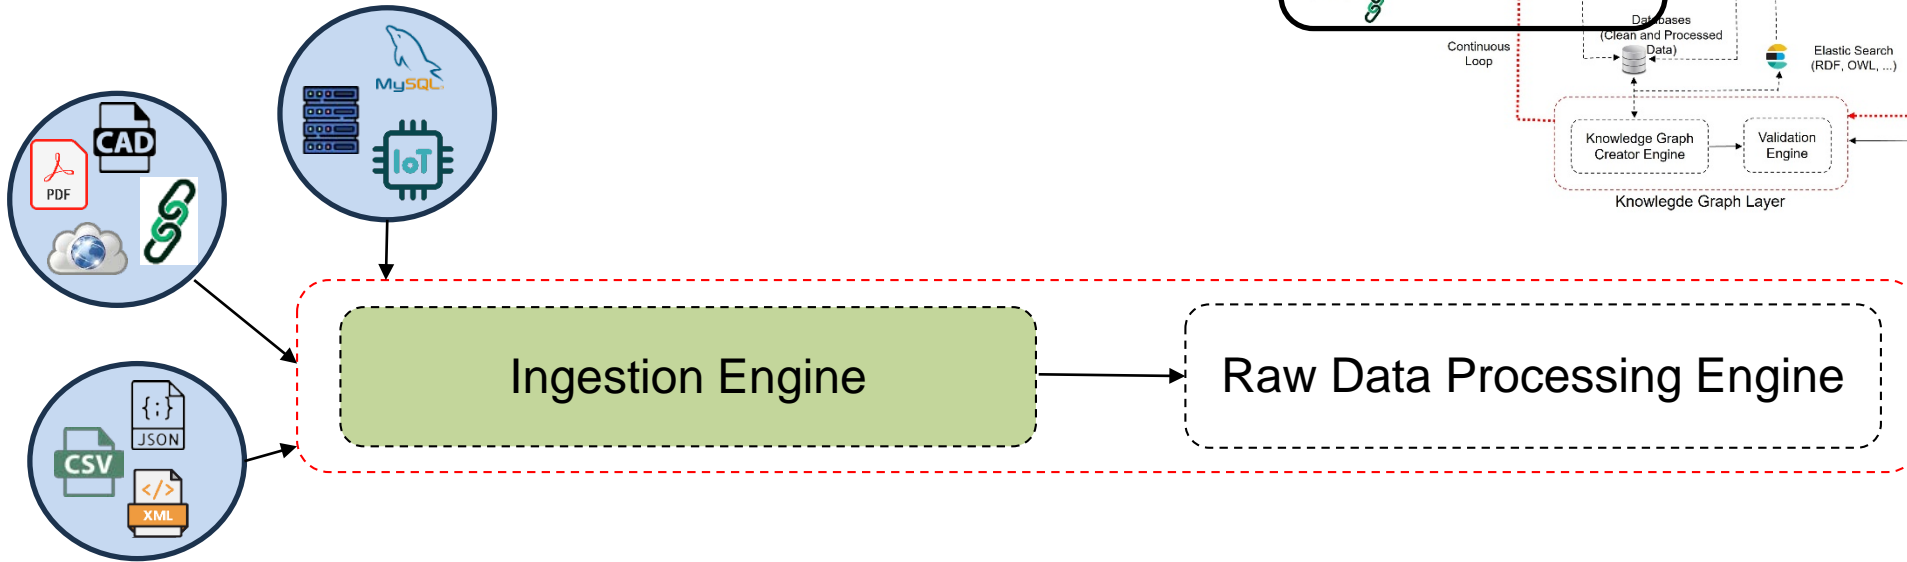 MySQL
CAD
PDF
IoT
{;}
JSON
CSV
</>
XML
Ingestion Engine
Raw Data Processing Engine
Databases
(Clean and Processed
Data)
Continuous
Loop
Elastic Search
(RDF, OWL, ...)
Knowledge Graph
Creator Engine
Validation
Engine
Knowlegde Graph Layer